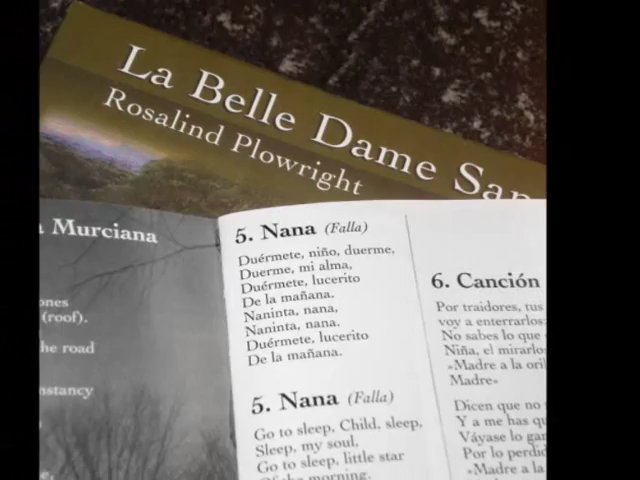 La Belle Dame San
Rosalind Plowright
Murciana
(roof).
road
5. Nana (Falla)
Duérmete, niño, duerme,
Duerme, mi alma,
Duérmete, lucerito
De la mañana.
Naninta, nana,
Naninta, nana.
Duérmete, lucerito
De la mañana.
5. Nana (Falla)
Go to sleep. Child, sleep,
Sleep, my soul,
Go to sleep, little star
Of the morning.
6. Canción
Por traidores, tus
voy a enterrarlos
No sabes lo que
Niña, el mirarlo
«Madre a la oril
Madre»
Dicen que no
Y a me has qu
Váyase lo gan
Por lo perdid
«Madre a la